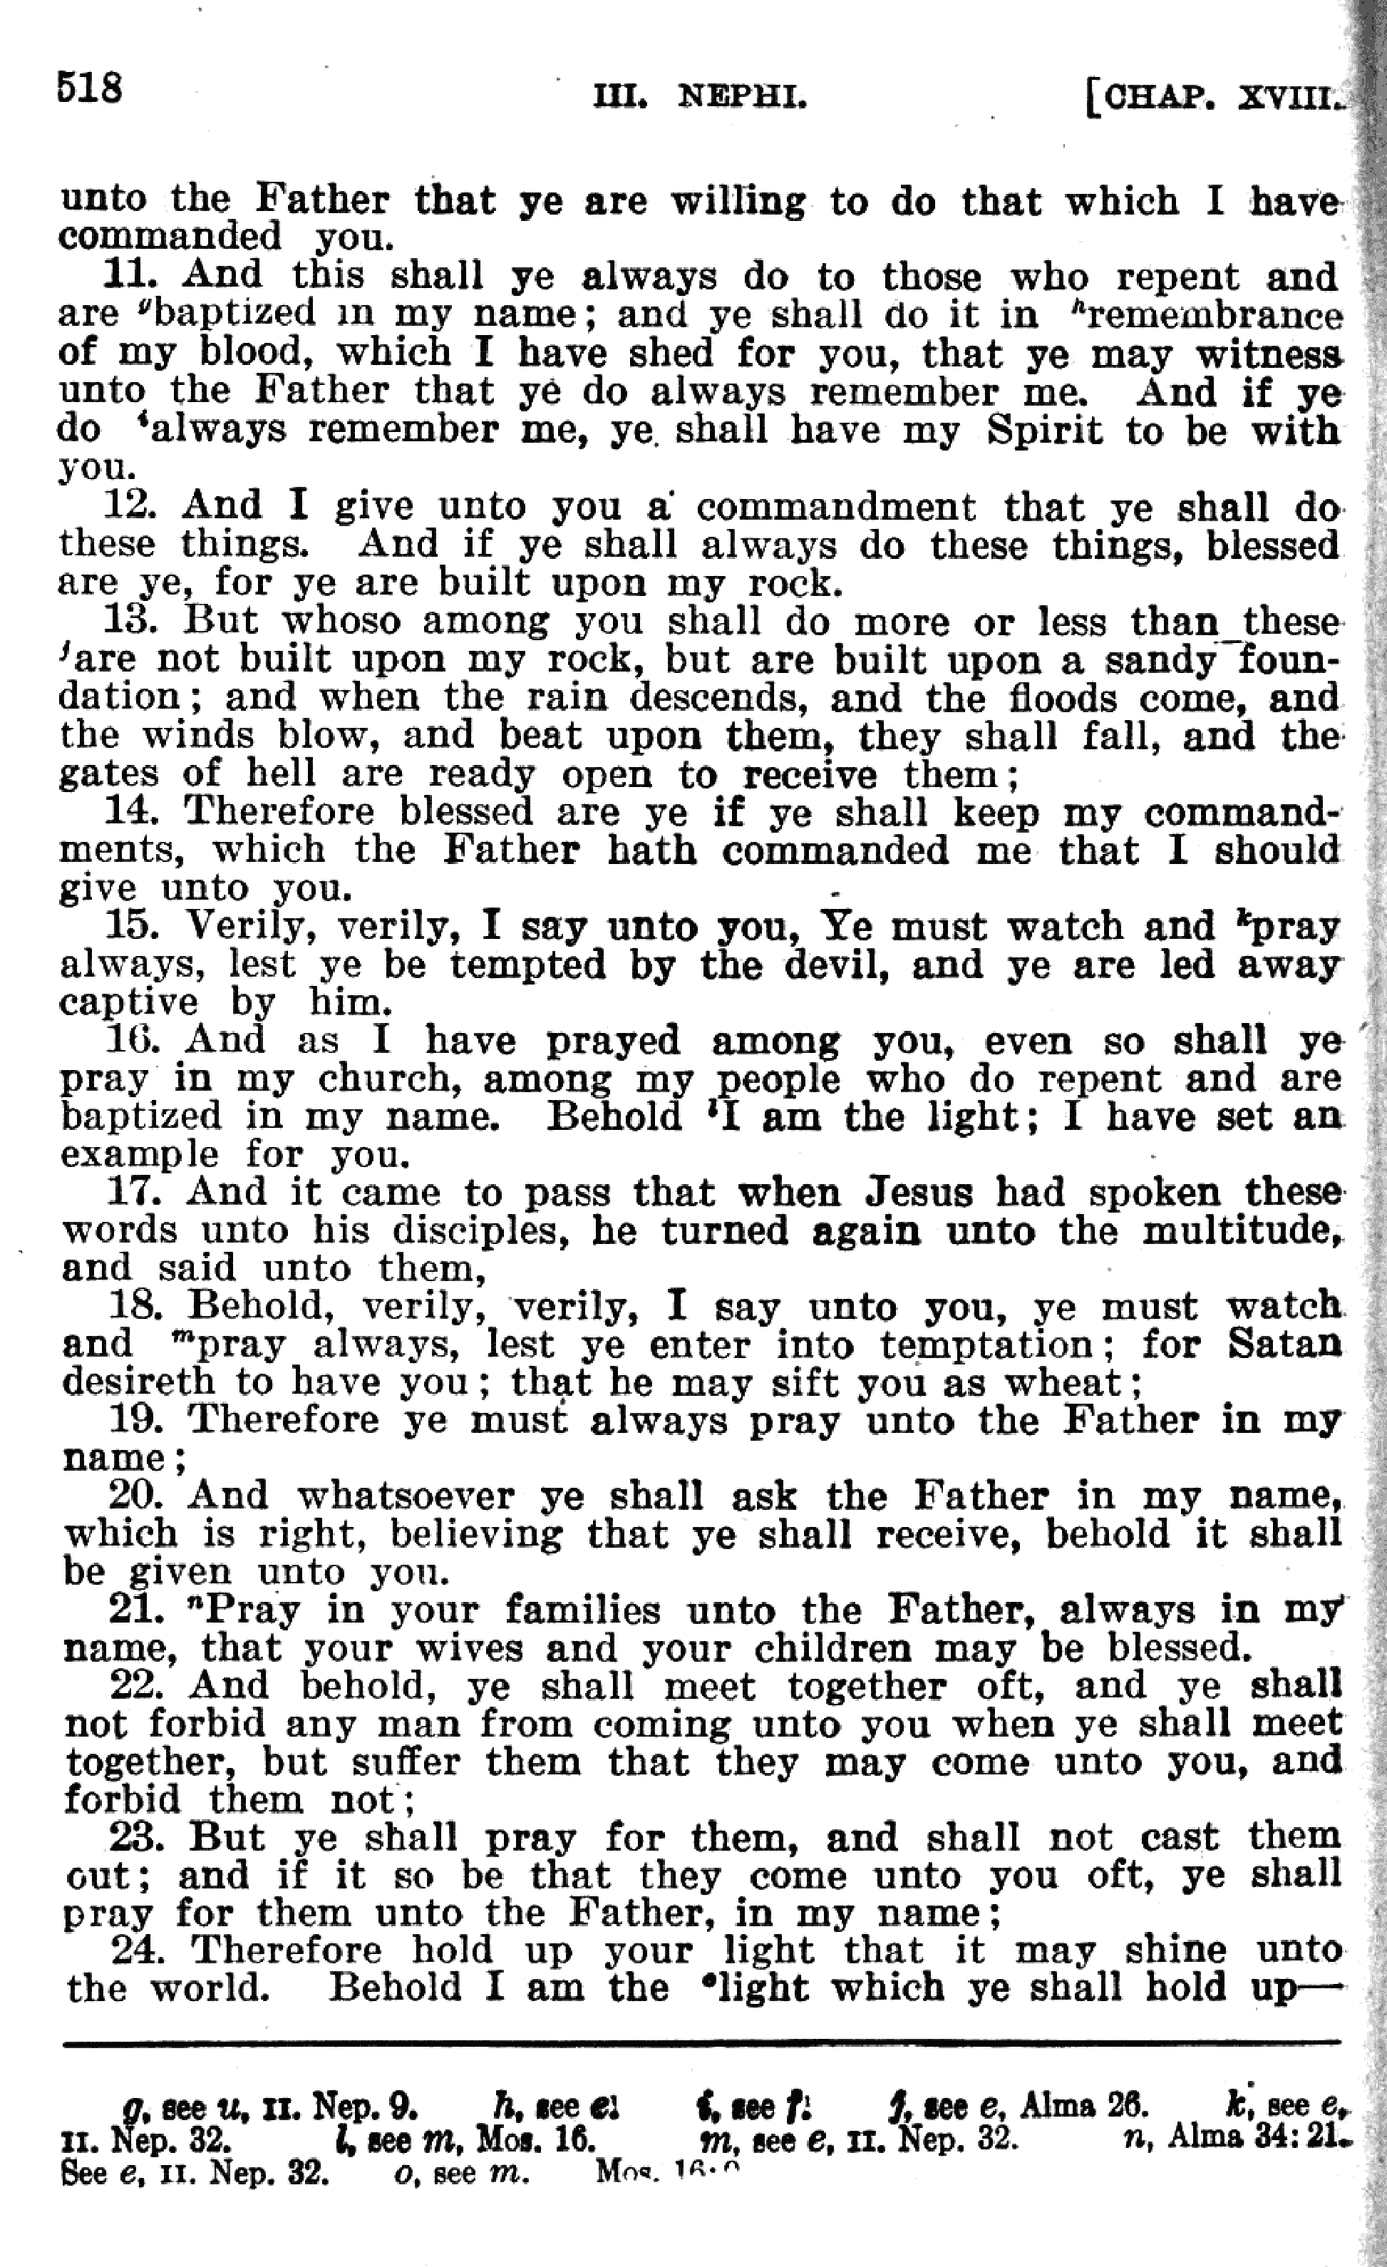 518 III. NEPHI. [CHAP. XVIII.
unto the Father that ye are willing to do that which I have
commanded you.
11. And this shall ye always do to those who repent and
are ᵍbaptized in my name; and ye shall do it in ʰremembrance
of my blood, which I have shed for you, that ye may witness
unto the Father that ye do always remember me. And if ye
do ⁱalways remember me, ye shall have my Spirit to be with
you.
12. And I give unto you a commandment that ye shall do
these things. And if ye shall always do these things, blessed
are ye, for ye are built upon my rock.
13. But whoso among you shall do more or less than these
ʲare not built upon my rock, but are built upon a sandy foun-
dation; and when the rain descends, and the floods come, and
the winds blow, and beat upon them, they shall fall, and the
gates of hell are ready open to receive them;
14. Therefore blessed are ye if ye shall keep my command-
ments, which the Father hath commanded me that I should
give unto you.
15. Verily, verily, I say unto you, Ye must watch and ᵏpray
always, lest ye be tempted by the devil, and ye are led away
captive by him.
16. And as I have prayed among you, even so shall ye
pray in my church, among my people who do repent and are
baptized in my name. Behold ˡI am the light; I have set an
example for you.
17. And it came to pass that when Jesus had spoken these
words unto his disciples, he turned again unto the multitude,
and said unto them,
18. Behold, verily, verily, I say unto you, ye must watch
and ᵐpray always, lest ye enter into temptation; for Satan
desireth to have you; that he may sift you as wheat;
19. Therefore ye must always pray unto the Father in my
name;
20. And whatsoever ye shall ask the Father in my name,
which is right, believing that ye shall receive, behold it shall
be given unto you.
21. ⁿPray in your families unto the Father, always in my
name, that your wives and your children may be blessed.
22. And behold, ye shall meet together oft, and ye shall
not forbid any man from coming unto you when ye shall meet
together, but suffer them that they may come unto you, and
forbid them not;
23. But ye shall pray for them, and shall not cast them
out; and if it so be that they come unto you oft, ye shall
pray for them unto the Father, in my name;
24. Therefore hold up your light that it may shine unto
the world. Behold I am the ᵒlight which ye shall hold up—
g, see u, II. Nep. 9. h, see e. i, see f. j, see e, Alma 26. k, see e,
II. Nep. 32. l, see m, Mos. 16. m, see e, II. Nep. 32. n, Alma 34: 21.
See e, II. Nep. 32. o, see m. Mos.